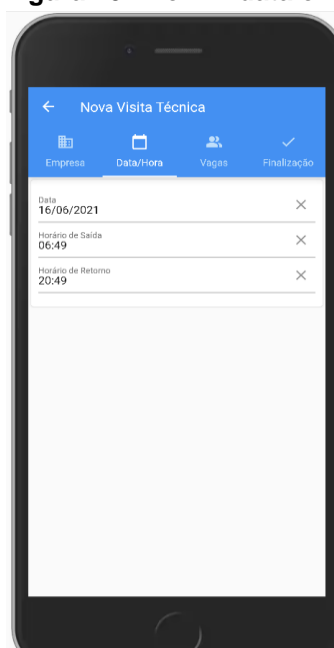 Nova Visita Técnica
Empresa Data/Hora Vagas Finalização
Data
16/06/2021
Horário de Saída
06:49
Horário de Retorno
20:49